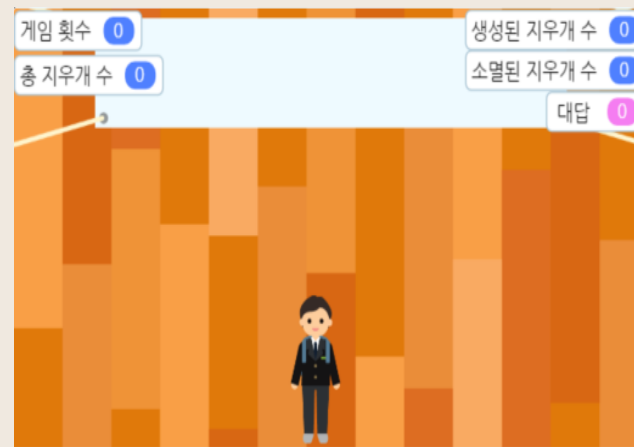 게임 횟수 0
생성된 지우개 수 0
총 지우개 수 0
소멸된 지우개 수 0
대답 0